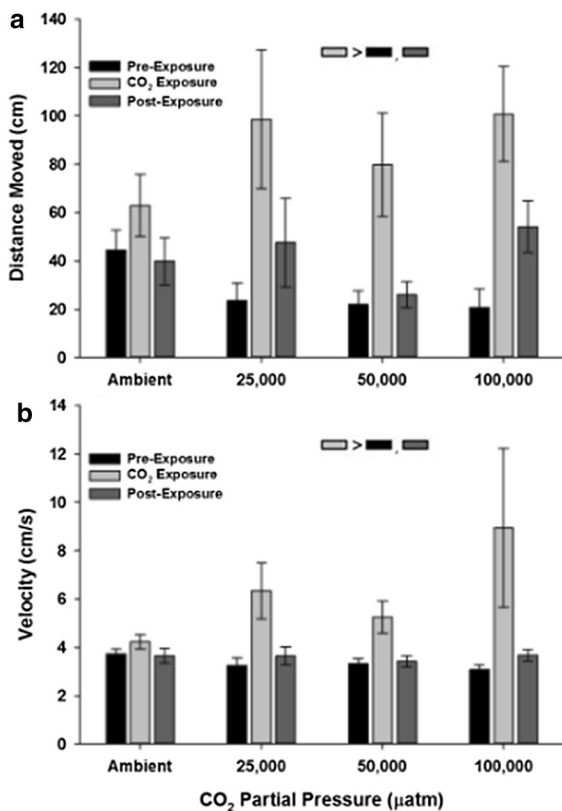 a
140
120
100
80
60
40
20
0
Distance Moved (cm)
Pre-Exposure
CO₂ Exposure
Post-Exposure
> ,
Ambient 25,000 50,000 100,000
b
14
12
10
8
6
4
2
0
Velocity (cm/s)
Pre-Exposure
CO₂ Exposure
Post-Exposure
> ,
Ambient 25,000 50,000 100,000
CO₂ Partial Pressure (µatm)